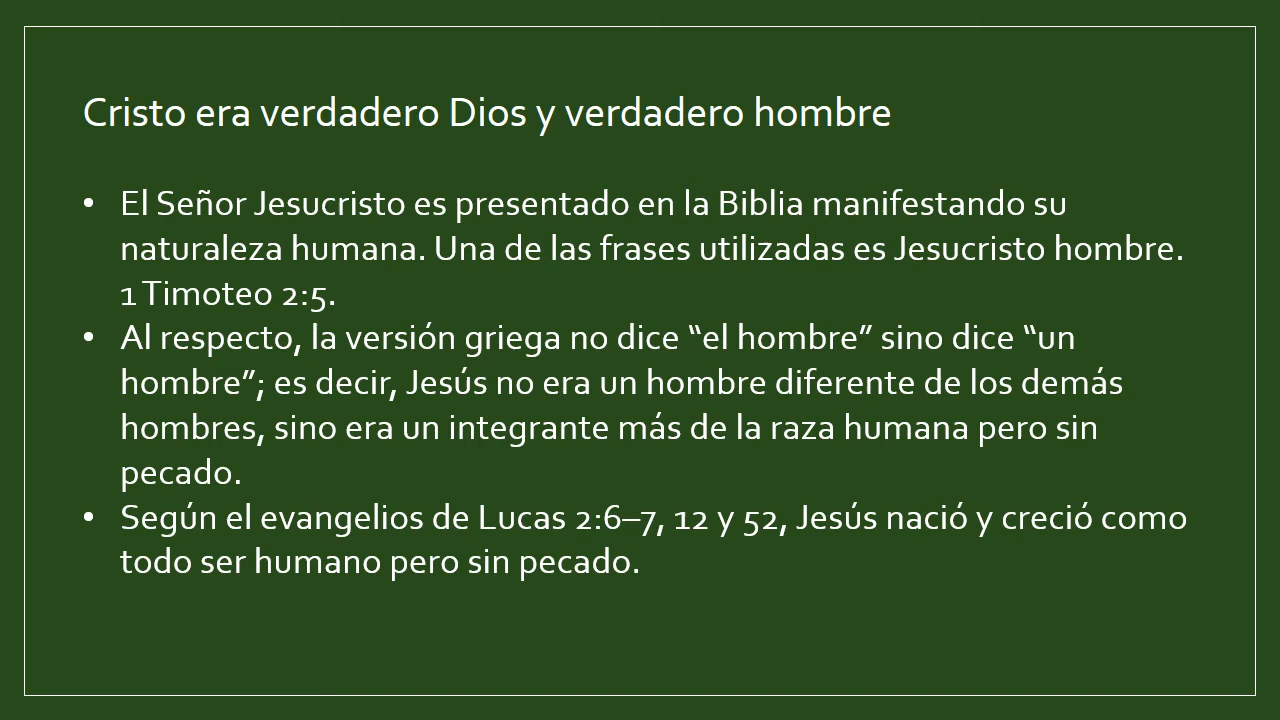 Cristo era verdadero Dios y verdadero hombre
• El Señor Jesucristo es presentado en la Biblia manifestando su
naturaleza humana. Una de las frases utilizadas es Jesucristo hombre.
1 Timoteo 2:5.
• Al respecto, la versión griega no dice “el hombre” sino dice “un
hombre”; es decir, Jesús no era un hombre diferente de los demás
hombres, sino era un integrante más de la raza humana pero sin
pecado.
• Según el evangelios de Lucas 2:6–7, 12 y 52, Jesús nació y creció como
todo ser humano pero sin pecado.